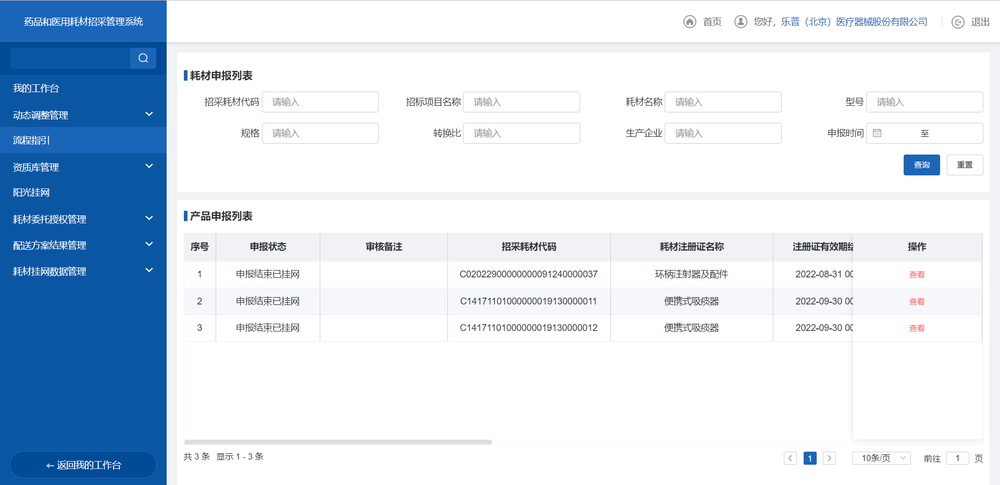 药品和医用耗材招采管理系统
首页 您好，乐普（北京）医疗器械股份有限公司 退出
我的工作台
动态调整管理
流程指引
资质库管理
阳光挂网
耗材委托授权管理
配送方案结果管理
耗材挂网数据管理
返回我的工作台
耗材申报列表
招采耗材代码 请输入 招标项目名称 请输入 耗材名称 请输入 型号 请输入
规格 请输入 转换比 请输入 生产企业 请输入 申报时间 至
查询 重置
产品申报列表
序号 申报状态 审核备注 招采耗材代码 耗材注册证名称 注册证有效期结 操作
1 申报结束已挂网 C02022900000000091240000037 环柄注射器及配件 2022-08-31 00 查看
2 申报结束已挂网 C14171101000000019130000011 便携式吸痰器 2022-09-30 00 查看
3 申报结束已挂网 C14171101000000019130000012 便携式吸痰器 2022-09-30 00 查看
共 3 条 显示 1 - 3 条 1 10条/页 前往 1 页